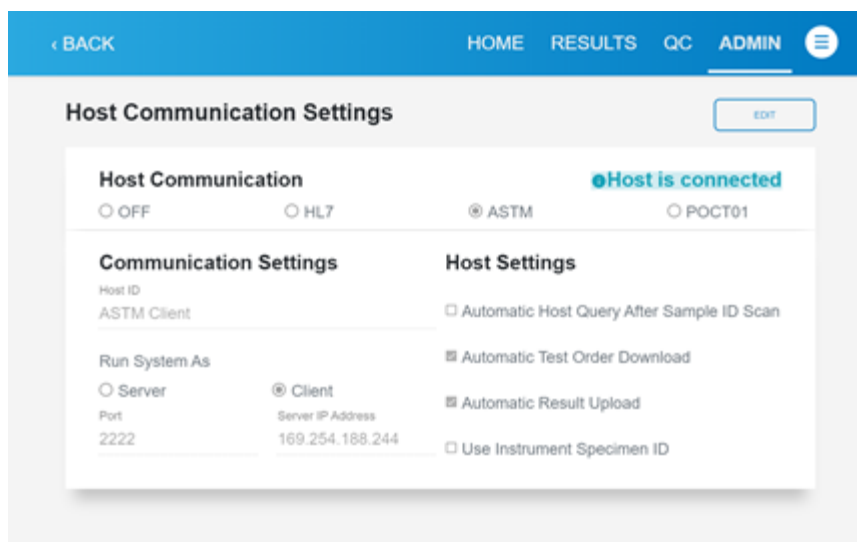 ‹ BACK HOME RESULTS QC ADMIN
Host Communication Settings EDIT
Host Communication Host is connected
OFF HL7 ASTM POCT01
Communication Settings
Host ID
ASTM Client
Run System As
Server Client
Port Server IP Address
2222 169.254.188.244
Host Settings
Automatic Host Query After Sample ID Scan
Automatic Test Order Download
Automatic Result Upload
Use Instrument Specimen ID